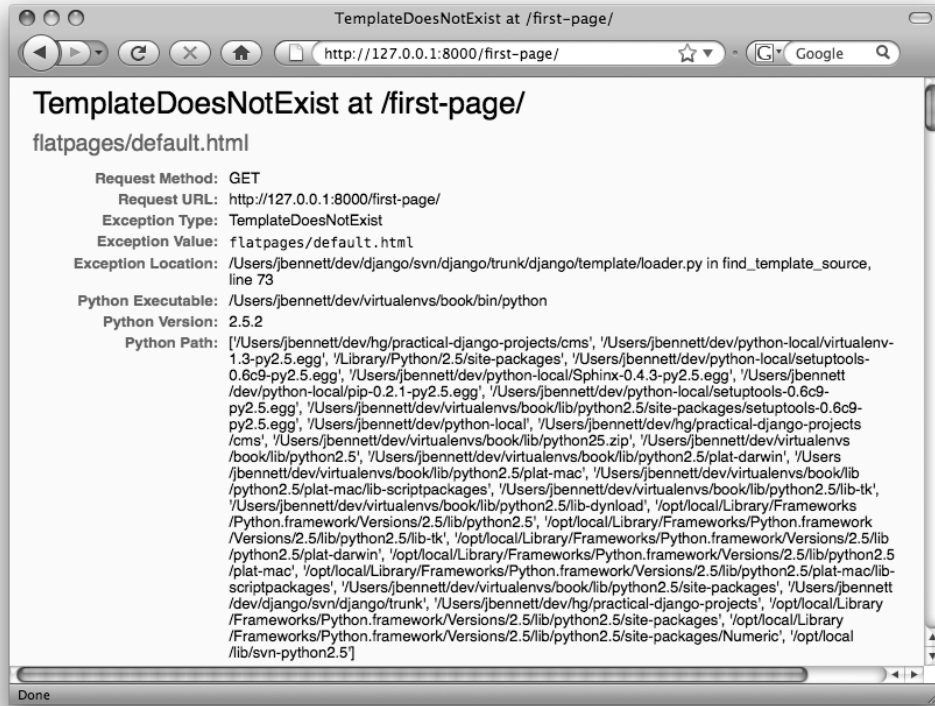 TemplateDoesNotExist at /first-page/
http://127.0.0.1:8000/first-page/
G Google
TemplateDoesNotExist at /first-page/
flatpages/default.html
Request Method: GET
Request URL: http://127.0.0.1:8000/first-page/
Exception Type: TemplateDoesNotExist
Exception Value: flatpages/default.html
Exception Location: /Users/jbennett/dev/django/svn/django/trunk/django/template/loader.py in find_template_source,
line 73
Python Executable: /Users/jbennett/dev/virtualenvs/book/bin/python
Python Version: 2.5.2
Python Path: ['/Users/jbennett/dev/hg/practical-django-projects/cms', '/Users/jbennett/dev/python-local/virtualenv-
1.3-py2.5.egg', '/Library/Python/2.5/site-packages', '/Users/jbennett/dev/python-local/setuptools-
0.6c9-py2.5.egg', '/Users/jbennett/dev/python-local/Sphinx-0.4.3-py2.5.egg', '/Users/jbennett
/dev/python-local/pip-0.2.1-py2.5.egg', '/Users/jbennett/dev/python-local/setuptools-0.6c9-
py2.5.egg', '/Users/jbennett/dev/virtualenvs/book/lib/python2.5/site-packages/setuptools-0.6c9-
py2.5.egg', '/Users/jbennett/dev/python-local', '/Users/jbennett/dev/hg/practical-django-projects
/cms', '/Users/jbennett/dev/virtualenvs/book/lib/python25.zip', '/Users/jbennett/dev/virtualenvs
/book/lib/python2.5', '/Users/jbennett/dev/virtualenvs/book/lib/python2.5/plat-darwin', '/Users
/jbennett/dev/virtualenvs/book/lib/python2.5/plat-mac', '/Users/jbennett/dev/virtualenvs/book/lib
/python2.5/plat-mac/lib-scriptpackages', '/Users/jbennett/dev/virtualenvs/book/lib/python2.5/lib-tk',
'/Users/jbennett/dev/virtualenvs/book/lib/python2.5/lib-dynload', '/opt/local/Library/Frameworks
/Python.framework/Versions/2.5/lib/python2.5', '/opt/local/Library/Frameworks/Python.framework
/Versions/2.5/lib/python2.5/lib-tk', '/opt/local/Library/Frameworks/Python.framework/Versions/2.5/lib
/python2.5/plat-darwin', '/opt/local/Library/Frameworks/Python.framework/Versions/2.5/lib/python2.5
/plat-mac', '/opt/local/Library/Frameworks/Python.framework/Versions/2.5/lib/python2.5/plat-mac/lib-
scriptpackages', '/Users/jbennett/dev/virtualenvs/book/lib/python2.5/site-packages', '/Users/jbennett
/dev/django/svn/django/trunk', '/Users/jbennett/dev/hg/practical-django-projects', '/opt/local/Library
/Frameworks/Python.framework/Versions/2.5/lib/python2.5/site-packages', '/opt/local/Library
/Frameworks/Python.framework/Versions/2.5/lib/python2.5/site-packages/Numeric', '/opt/local
/lib/svn-python2.5']
Done